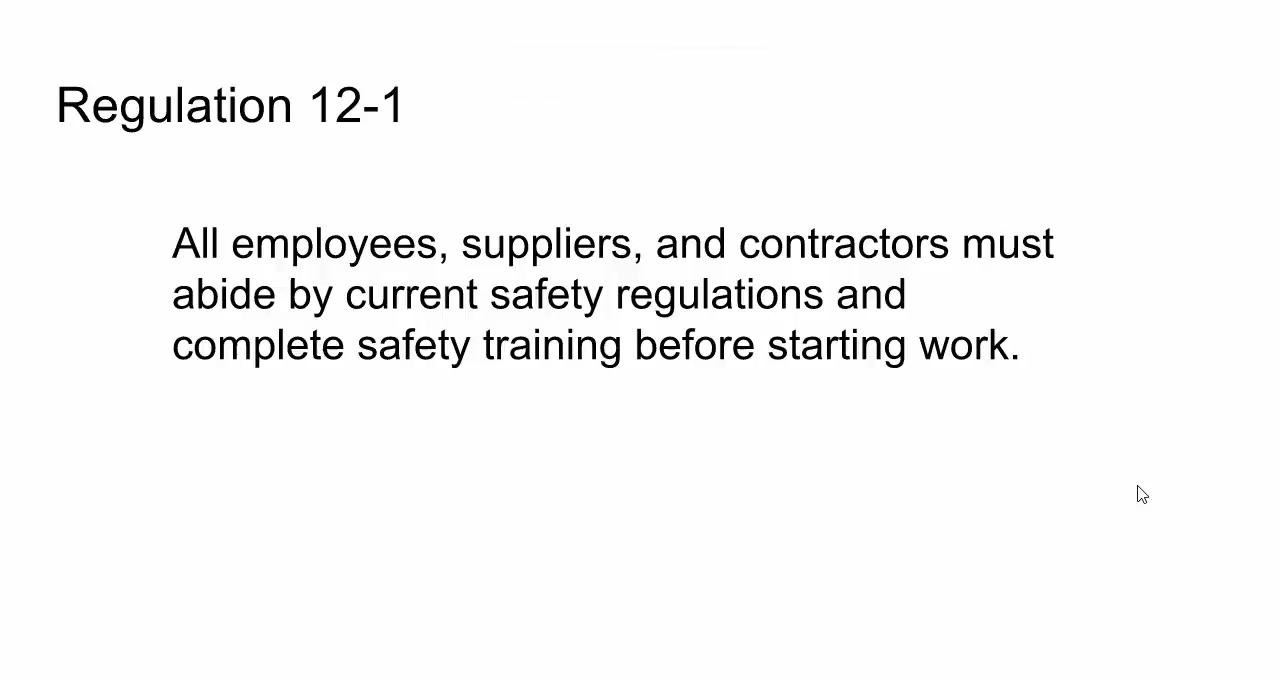 Regulation 12-1
All employees, suppliers, and contractors must
abide by current safety regulations and
complete safety training before starting work.